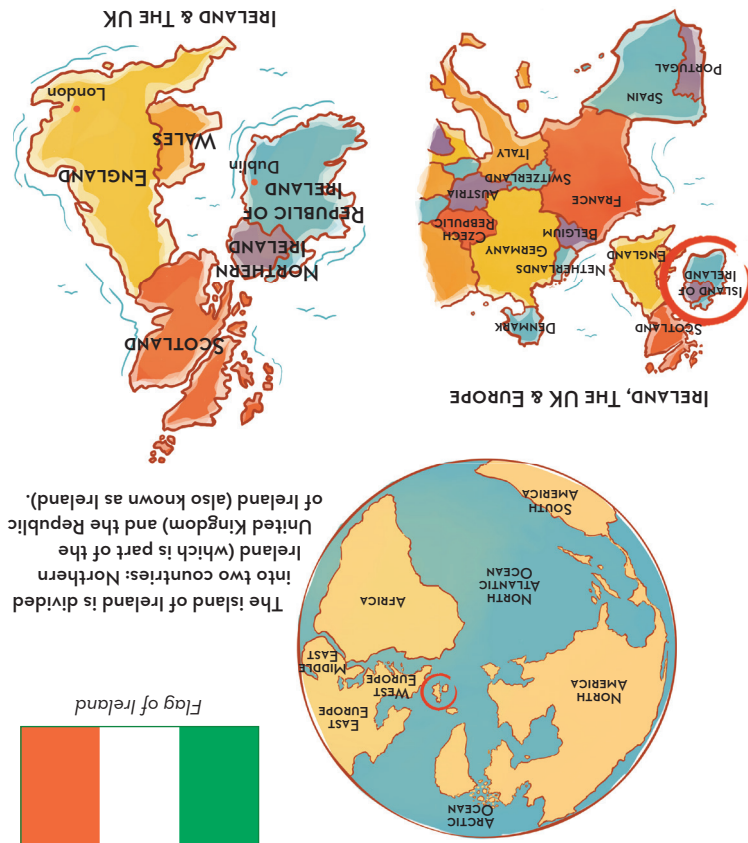 ARCTIC
OCEAN
NORTH
AMERICA
EAST
EUROPE
WEST
EUROPE
MIDDLE
EAST
NORTH
ATLANTIC
OCEAN
AFRICA
SOUTH
AMERICA
Flag of Ireland
The island of Ireland is divided
into two countries: Northern
Ireland (which is part of the
United Kingdom) and the Republic
of Ireland (also known as Ireland).
IRELAND, THE UK & EUROPE
SCOTLAND
DENMARK
ISLAND OF
IRELAND
ENGLAND
NETHERLANDS
GERMANY
BELGIUM
CZECH
REBPULIC
FRANCE
AUSTRIA
SWITZERLAND
ITALY
SPAIN
PORTUGAL
SCOTLAND
NORTHERN
IRELAND
REPUBLIC OF
IRELAND
ENGLAND
Dublin
WALES
London
IRELAND & THE UK